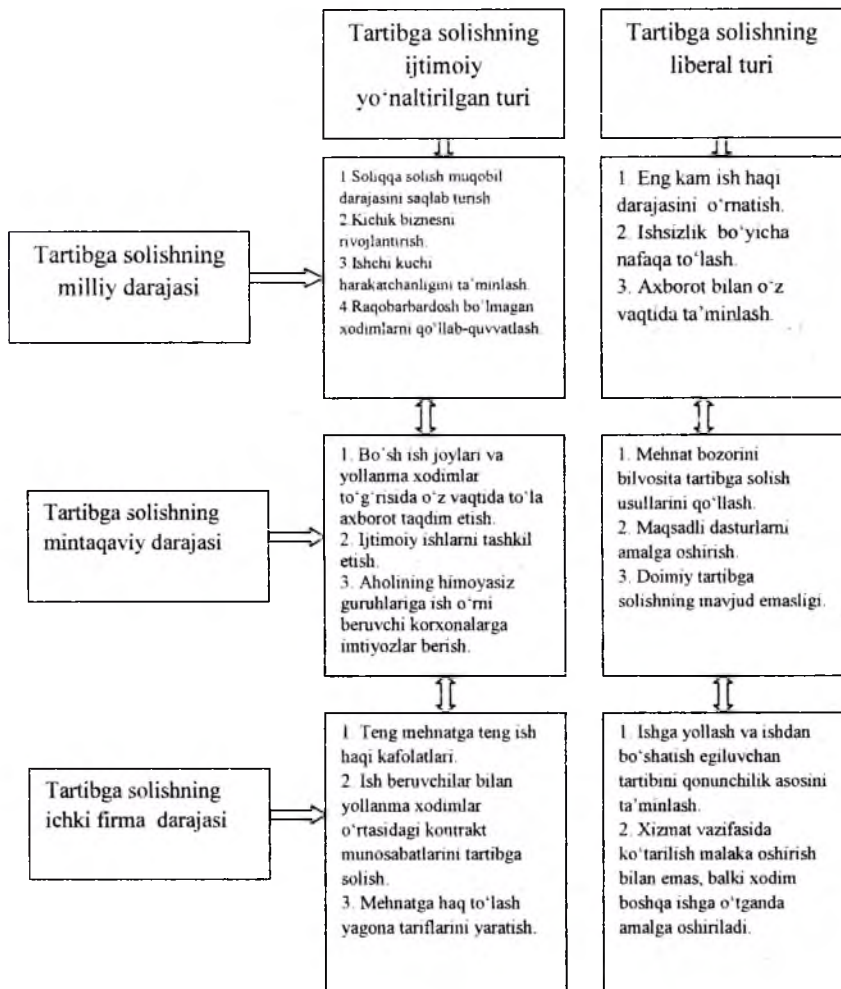 Tartibga solishning
ijtimoiy
yo‘naltirilgan turi
Tartibga solishning
liberal turi
Tartibga solishning
milliy darajasi
1 Soliqqa solish muqobil
darajasini saqlab turish
2 Kichik biznesni
rivojlantirish.
3 Ishchi kuchi
harakatchanligini ta’minlash.
4 Raqobarbardosh bo‘lmagan
xodimlarni qo‘llab-quvvatlash
1. Eng kam ish haqi
darajasini o‘rnatish.
2. Ishsizlik bo‘yicha
nafaqa to‘lash.
3. Axborot bilan o‘z
vaqtida ta’minlash.
Tartibga solishning
mintaqaviy darajasi
1. Bo‘sh ish joylari va
yollanma xodimlar
to‘g‘risida o‘z vaqtida to‘la
axborot taqdim etish.
2. Ijtimoiy ishlarni tashkil
etish.
3. Aholining himoyasiz
guruhlariga ish o‘rni
beruvchi korxonalarga
imtiyozlar berish.
1. Mehnat bozorini
bilvosita tartibga solish
usullarini qo‘llash.
2. Maqsadli dasturlarni
amalga oshirish.
3. Doimiy tartibga
solishning mavjud emasligi.
Tartibga solishning
ichki firma darajasi
1. Teng mehnatga teng ish
haqi kafolatlari.
2. Ish beruvchilar bilan
yollanma xodimlar
o‘rtasidagi kontrakt
munosabatlarini tartibga
solish.
3. Mehnatga haq to‘lash
yagona tariflarini yaratish.
1. Ishga yollash va ishdan
bo‘shatish egiluvchan
tartibini qonunchilik asosini
ta’minlash.
2. Xizmat vazifasida
ko‘tarilish malaka oshirish
bilan emas, balki xodim
boshqa ishga o‘tganda
amalga oshiriladi.